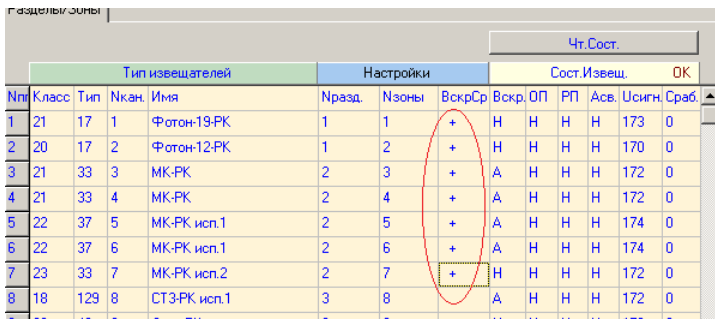 Разделы/Зоны
Чт.Сост.
Тип извещателей Настройки Сост.Извещ. OK
Nпп Класс Тип Nкан. Имя Nразд. Nзоны ВскрСр Вскр. ОП РП Асв. Uсигн. Сраб.
1 21 17 1 Фотон-19-РК 1 1 + Н Н Н Н 173 0
2 20 17 2 Фотон-12-РК 1 2 + Н Н Н Н 170 0
3 21 33 3 МК-РК 2 3 + А Н Н Н 172 0
4 21 33 4 МК-РК 2 4 + А Н Н Н 172 0
5 22 37 5 МК-РК исп.1 2 5 + А Н Н Н 174 0
6 22 37 6 МК-РК исп.1 2 6 + А Н Н Н 174 0
7 23 33 7 МК-РК исп.2 2 7 + Н Н Н Н 172 0
8 18 129 8 СТЗ-РК исп.1 3 8 А Н Н Н 172 0